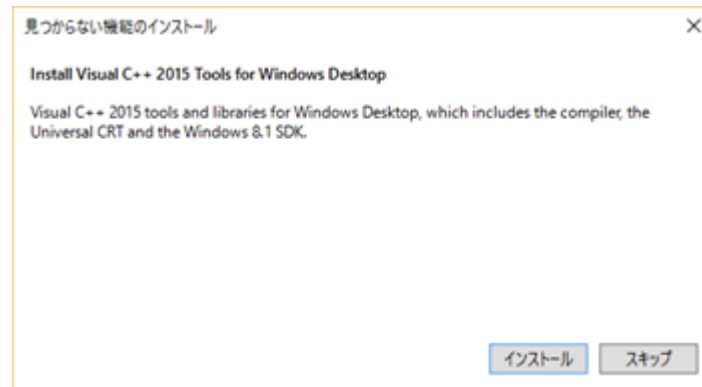 見つからない機能のインストール
Install Visual C++ 2015 Tools for Windows Desktop
Visual C++ 2015 tools and libraries for Windows Desktop, which includes the compiler, the
Universal CRT and the Windows 8.1 SDK.
インストール
スキップ